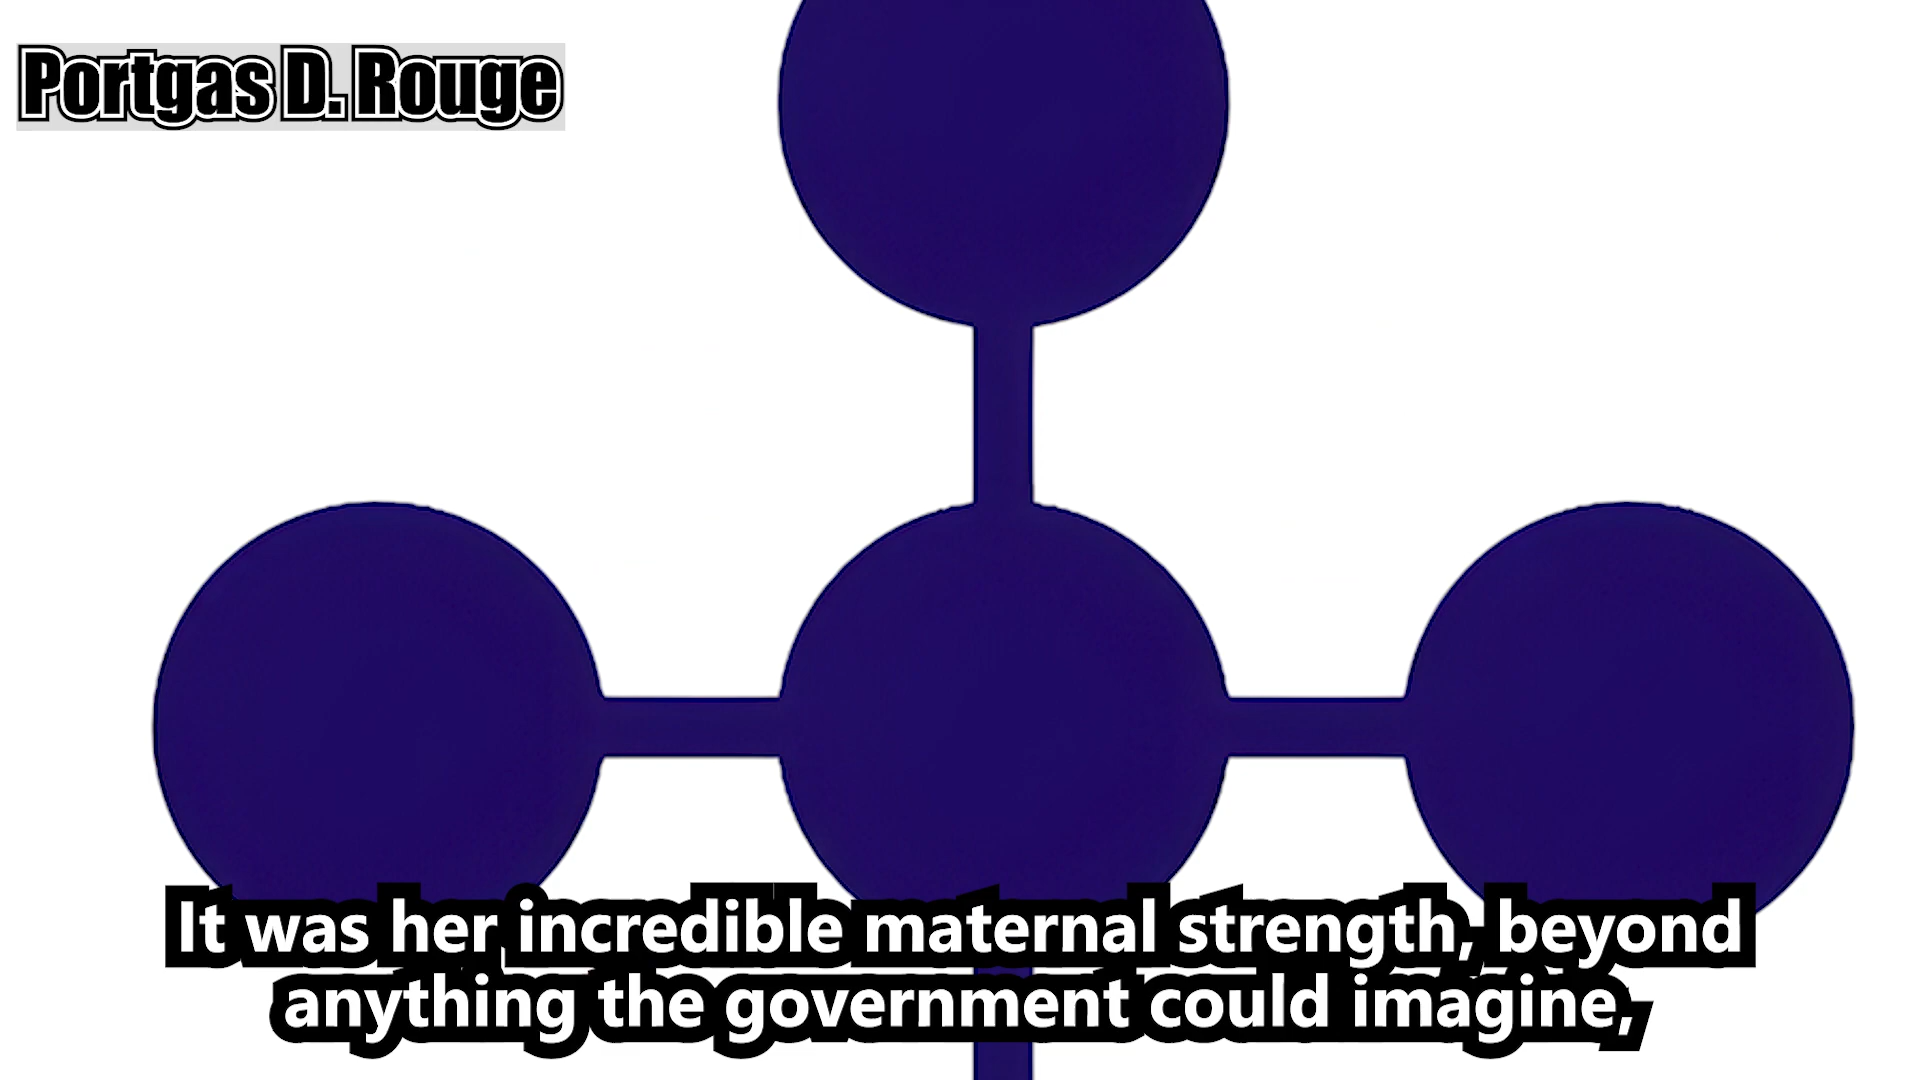 Portgas D. Rouge
It was her incredible maternal strength, beyond
anything the government could imagine,